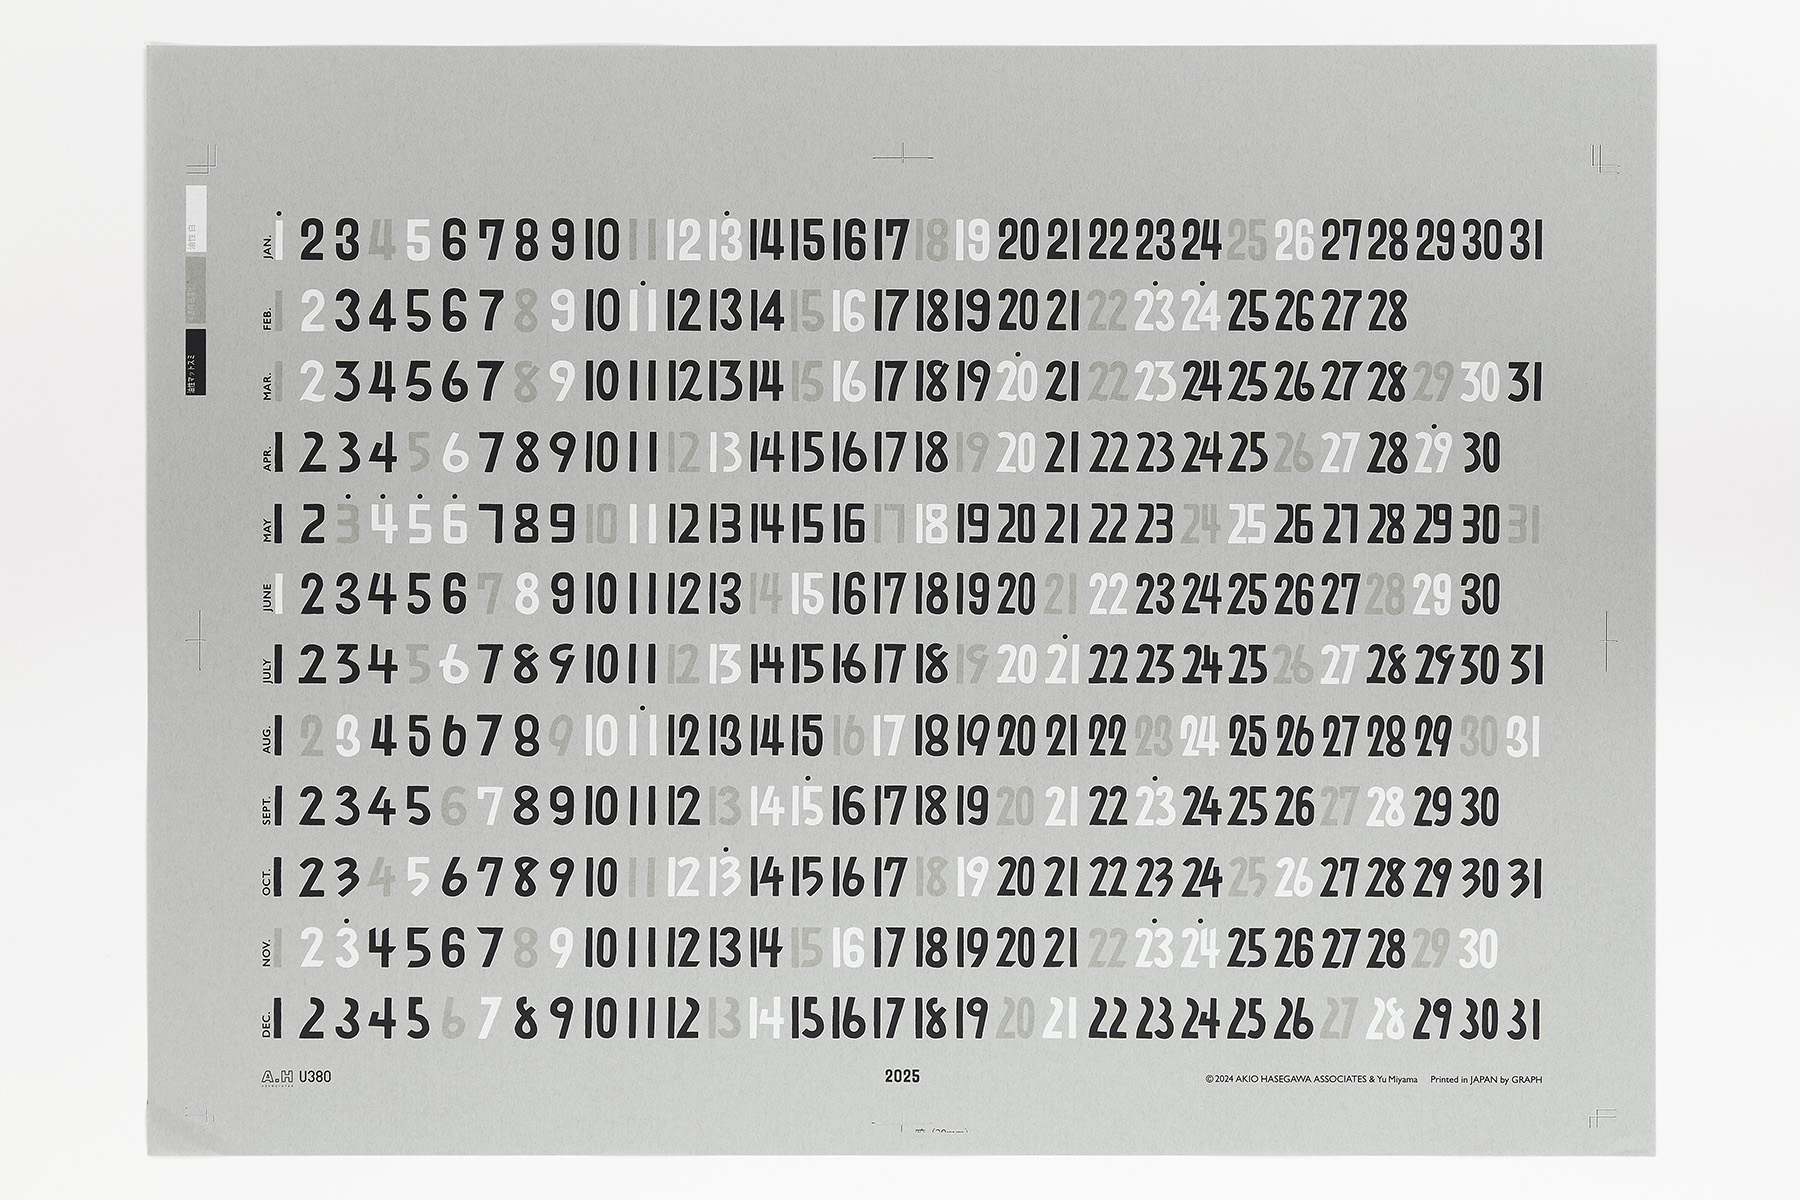 油性 白
油性マットスミ
JAN. 1 2 3 4 5 6 7 8 9 10 11 12 13 14 15 16 17 18 19 20 21 22 23 24 25 26 27 28 29 30 31
FEB. 1 2 3 4 5 6 7 8 9 10 11 12 13 14 15 16 17 18 19 20 21 22 23 24 25 26 27 28
MAR. 1 2 3 4 5 6 7 8 9 10 11 12 13 14 15 16 17 18 19 20 21 22 23 24 25 26 27 28 29 30 31
APR. 1 2 3 4 5 6 7 8 9 10 11 12 13 14 15 16 17 18 19 20 21 22 23 24 25 26 27 28 29 30
MAY 1 2 3 4 5 6 7 8 9 10 11 12 13 14 15 16 17 18 19 20 21 22 23 24 25 26 27 28 29 30 31
JUNE 1 2 3 4 5 6 7 8 9 10 11 12 13 14 15 16 17 18 19 20 21 22 23 24 25 26 27 28 29 30
JULY 1 2 3 4 5 6 7 8 9 10 11 12 13 14 15 16 17 18 19 20 21 22 23 24 25 26 27 28 29 30 31
AUG. 1 2 3 4 5 6 7 8 9 10 11 12 13 14 15 16 17 18 19 20 21 22 23 24 25 26 27 28 29 30 31
SEPT. 1 2 3 4 5 6 7 8 9 10 11 12 13 14 15 16 17 18 19 20 21 22 23 24 25 26 27 28 29 30
OCT. 1 2 3 4 5 6 7 8 9 10 11 12 13 14 15 16 17 18 19 20 21 22 23 24 25 26 27 28 29 30 31
NOV. 1 2 3 4 5 6 7 8 9 10 11 12 13 14 15 16 17 18 19 20 21 22 23 24 25 26 27 28 29 30
DEC. 1 2 3 4 5 6 7 8 9 10 11 12 13 14 15 16 17 18 19 20 21 22 23 24 25 26 27 28 29 30 31
A.H ASSOCIATES U380
2025
©2024 AKIO HASEGAWA ASSOCIATES & Yu Miyama Printed in JAPAN by GRAPH